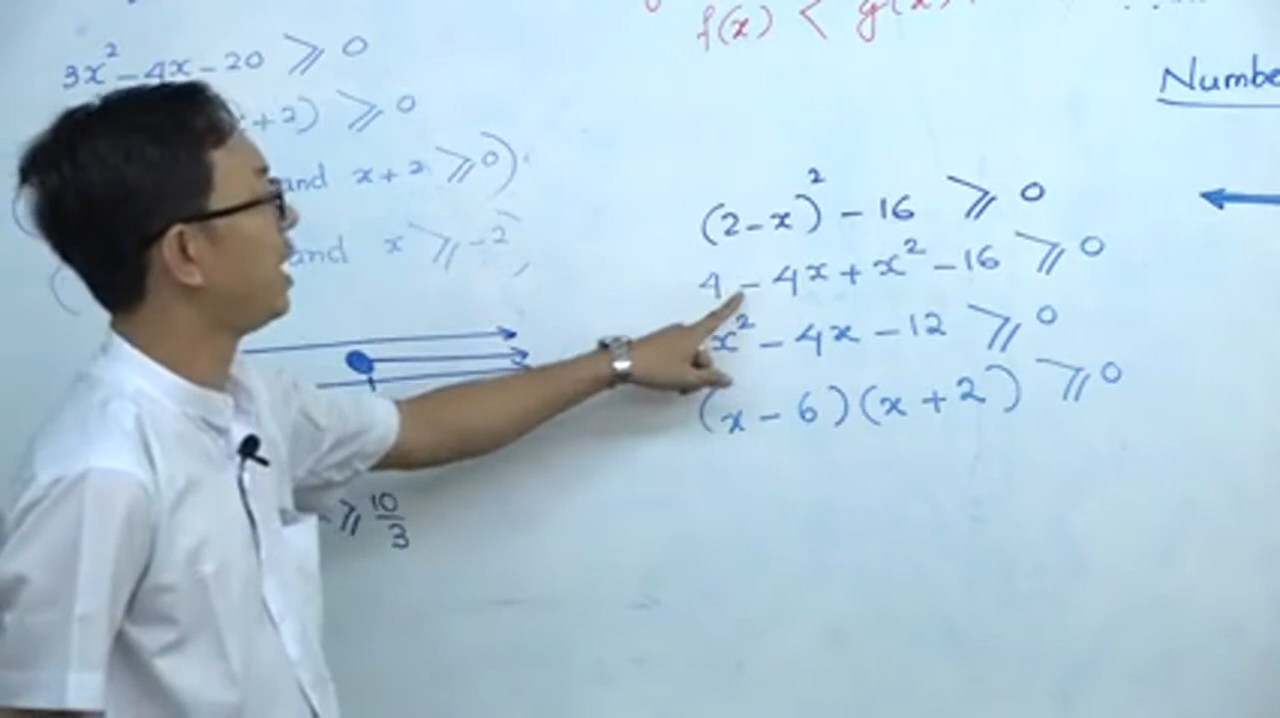 f(x) < g(x)
3x² - 4x - 20 ⩾ 0
+2) ⩾ 0
and x + 2 ⩾ 0)
and x ⩾ -2)
⩾ 10/3
(2-x)² - 16 ⩾ 0
4 - 4x + x² - 16 ⩾ 0
x² - 4x - 12 ⩾ 0
(x - 6)(x + 2) ⩾ 0
Numbe